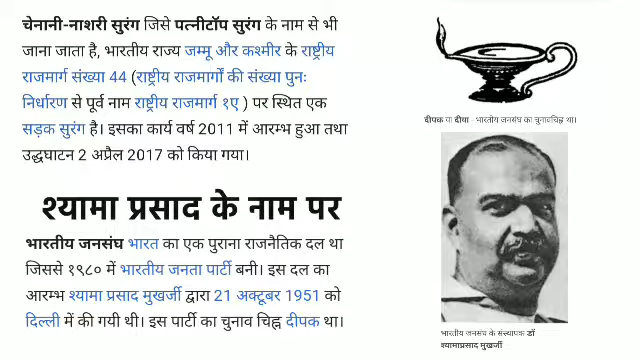 चेनानी-नाशरी सुरंग जिसे पत्नीटॉप सुरंग के नाम से भी
जाना जाता है, भारतीय राज्य जम्मू और कश्मीर के राष्ट्रीय
राजमार्ग संख्या 44 (राष्ट्रीय राजमार्गों की संख्या पुनः
निर्धारण से पूर्व नाम राष्ट्रीय राजमार्ग १ए ) पर स्थित एक
सड़क सुरंग है। इसका कार्य वर्ष 2011 में आरम्भ हुआ तथा
उद्धघाटन 2 अप्रैल 2017 को किया गया।
श्यामा प्रसाद के नाम पर
भारतीय जनसंघ भारत का एक पुराना राजनैतिक दल था
जिससे १९८० में भारतीय जनता पार्टी बनी। इस दल का
आरम्भ श्यामा प्रसाद मुखर्जी द्वारा 21 अक्टूबर 1951 को
दिल्ली में की गयी थी। इस पार्टी का चुनाव चिह्न दीपक था।
दीपक या दीया - भारतीय जनसंघ का चुनावचिह्न था।
भारतीय जनसंघ के संस्थापक डॉ
श्यामाप्रसाद मुखर्जी